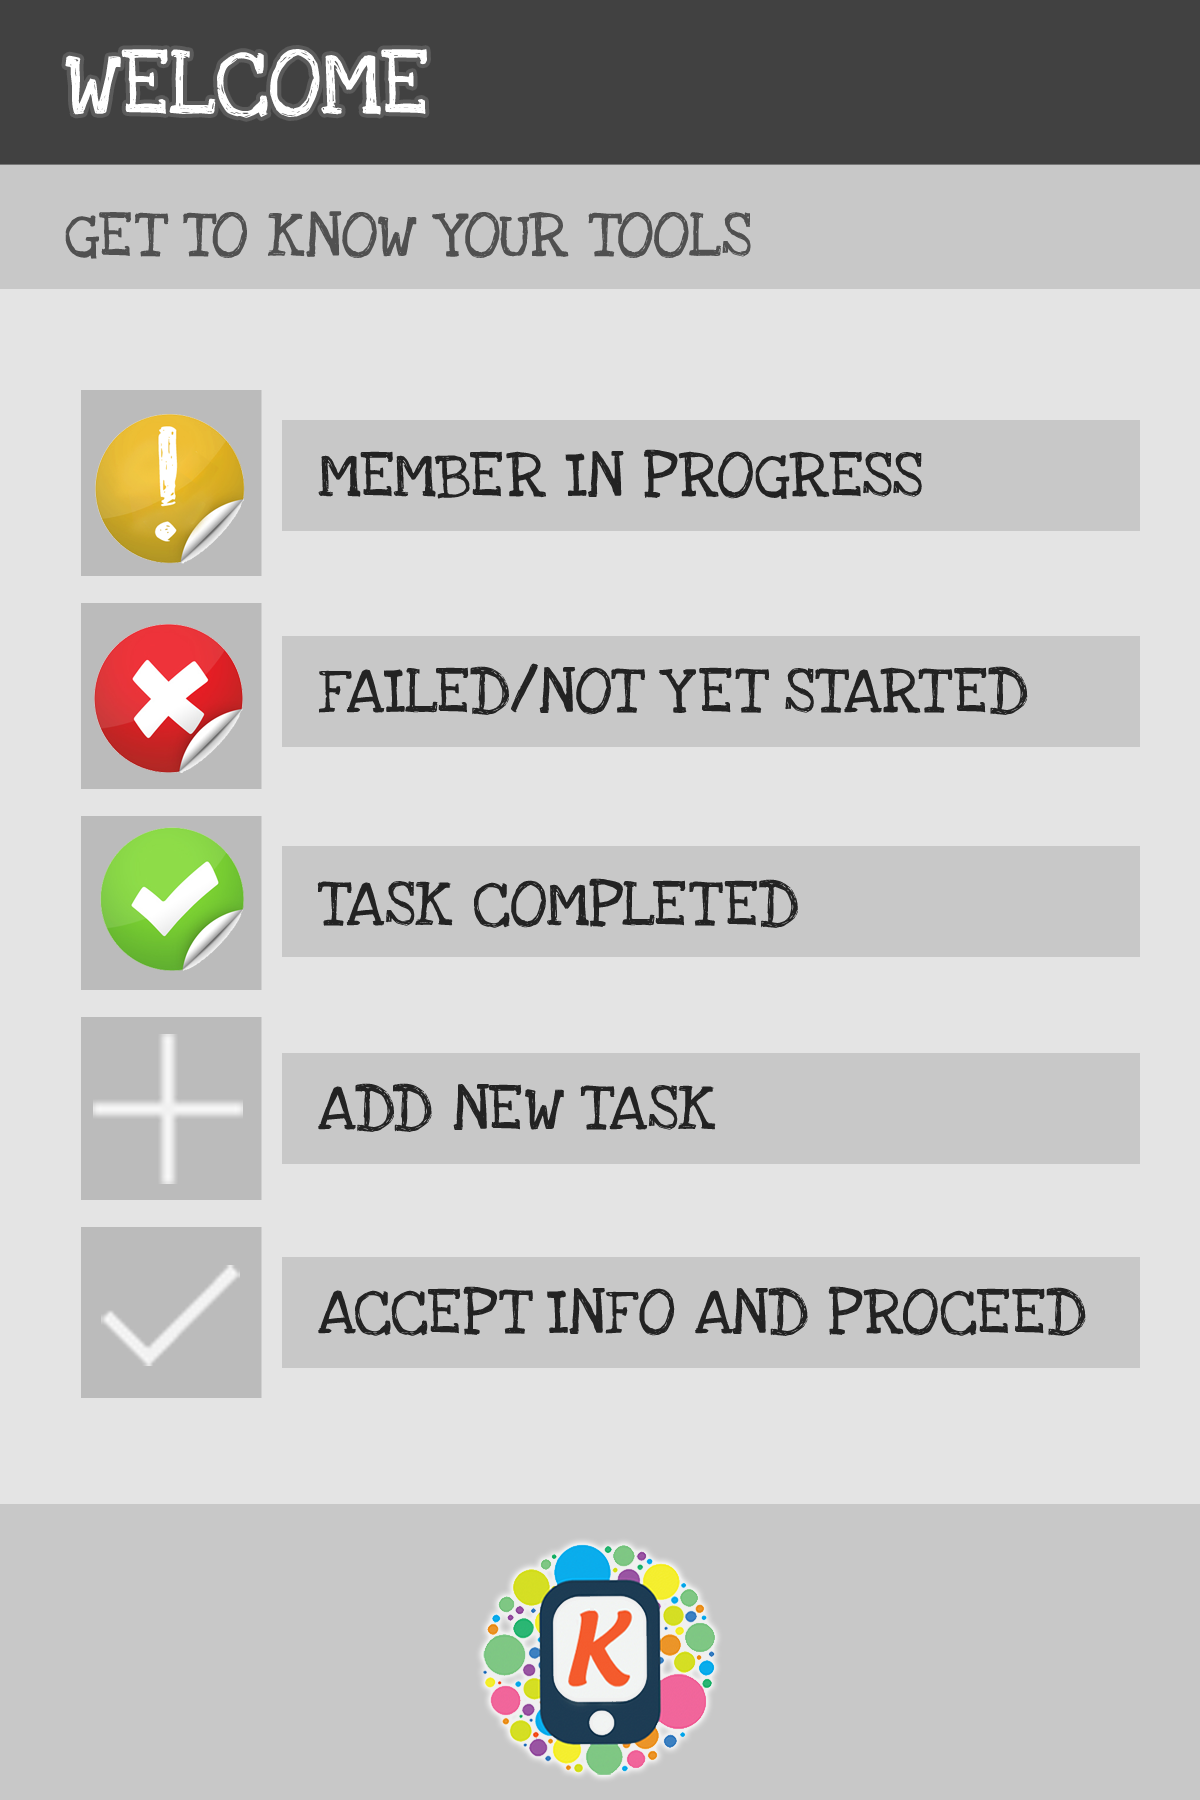 WELCOME
GET TO KNOW YOUR TOOLS
!
MEMBER IN PROGRESS
FAILED/NOT YET STARTED
TASK COMPLETED
ADD NEW TASK
ACCEPT INFO AND PROCEED
K